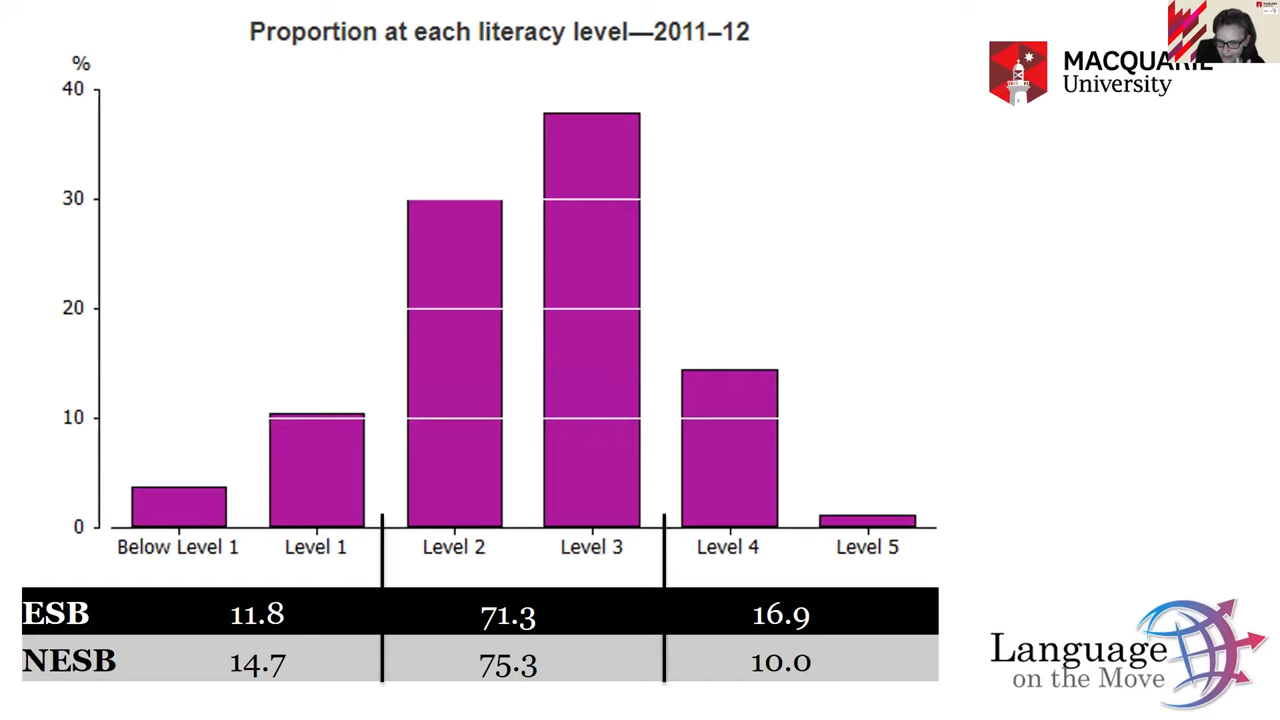 Proportion at each literacy level—2011–12
%
40
30
20
10
0
Below Level 1 Level 1 Level 2 Level 3 Level 4 Level 5
ESB 11.8 71.3 16.9
NESB 14.7 75.3 10.0
MACQUARIE
University
Language
on the Move